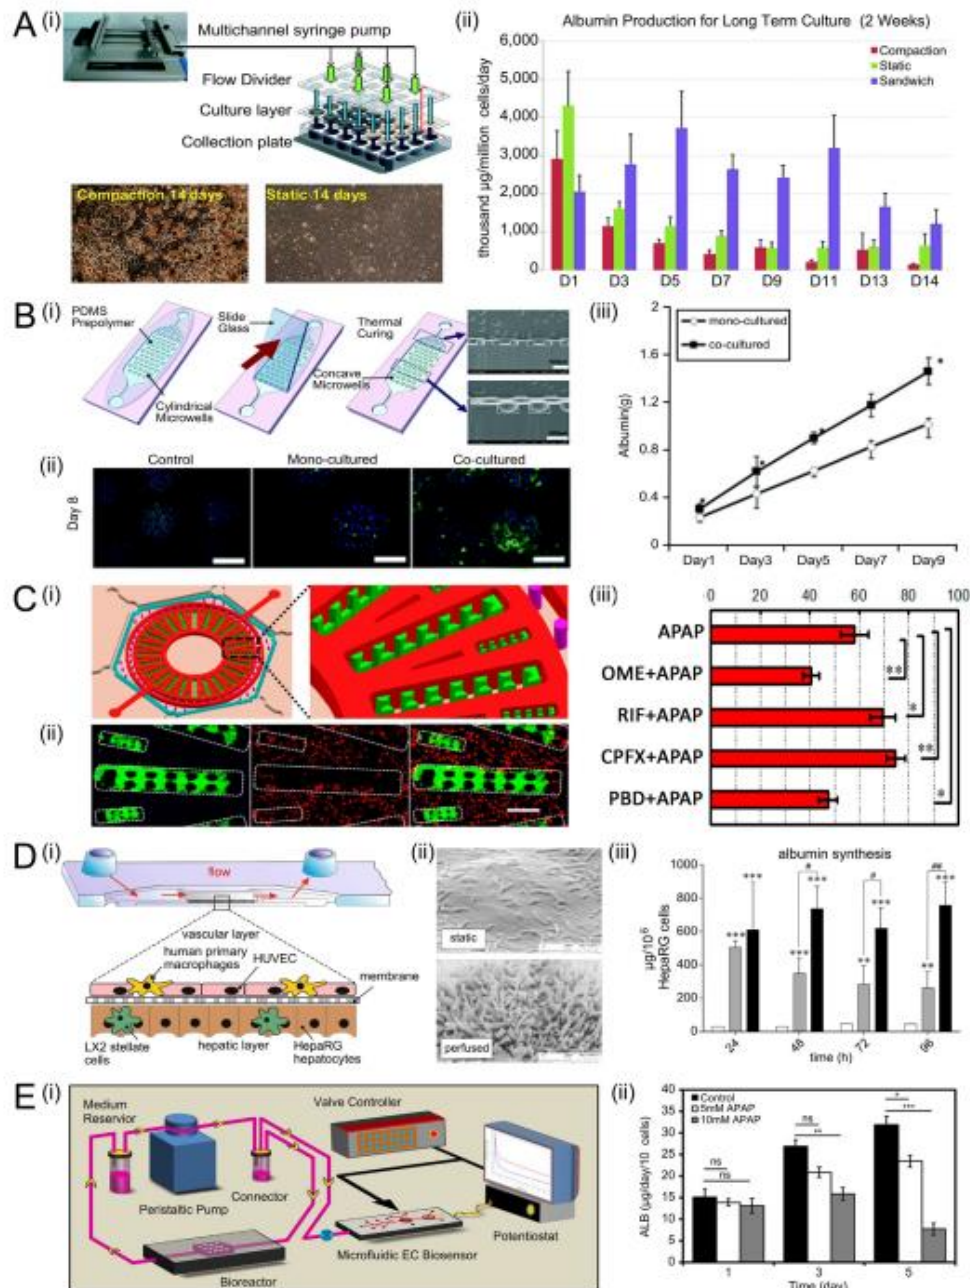 A (i)
Multichannel syringe pump
Flow Divider
Culture layer
Collection plate
Compaction 14 days
Static 14 days
(ii)
Albumin Production for Long Term Culture (2 Weeks)
thousand µg/million cells/day
6,000
5,000
4,000
3,000
2,000
1,000
0
Compaction
Static
Sandwich
D1 D3 D5 D7 D9 D11 D13 D14
B (i)
PDMS
Prepolymer
Cylindrical
Microwells
Slide
Glass
Thermal
Curing
Concave
Microwells
(ii)
Control Mono-cultured Co-cultured
Day 8
(iii)
mono-cultured
co-cultured
Albumin(g)
2
1.6
1.2
0.8
0.4
0
Day1 Day3 Day5 Day7 Day9
C (i)
(ii)
(iii)
0 20 40 60 80 100
APAP
OME+APAP
RIF+APAP
CPFX+APAP
PBD+APAP
**
*
**
*
D (i)
flow
vascular layer
human primary
macrophages
HUVEC
membrane
LX2 stellate
cells
hepatic layer
HepaRG
hepatocytes
(ii)
static
perfused
(iii)
albumin synthesis
µg/10⁶
HepaRG cells
1000
800
600
400
200
0
*** *** *** # *** ** # *** ** ## ***
24 48 72 96
time (h)
E (i)
Medium
Reservior
Peristaltic Pump
Connector
Bioreactor
Valve Controller
Microfluidic EC Biosensor
Potentiostat
(ii)
Control
5mM APAP
10mM APAP
ALB (µg/day/10 cells)
40
35
30
25
20
15
10
5
0
ns
ns
ns
**
*
***
1 3 5
Time (day)